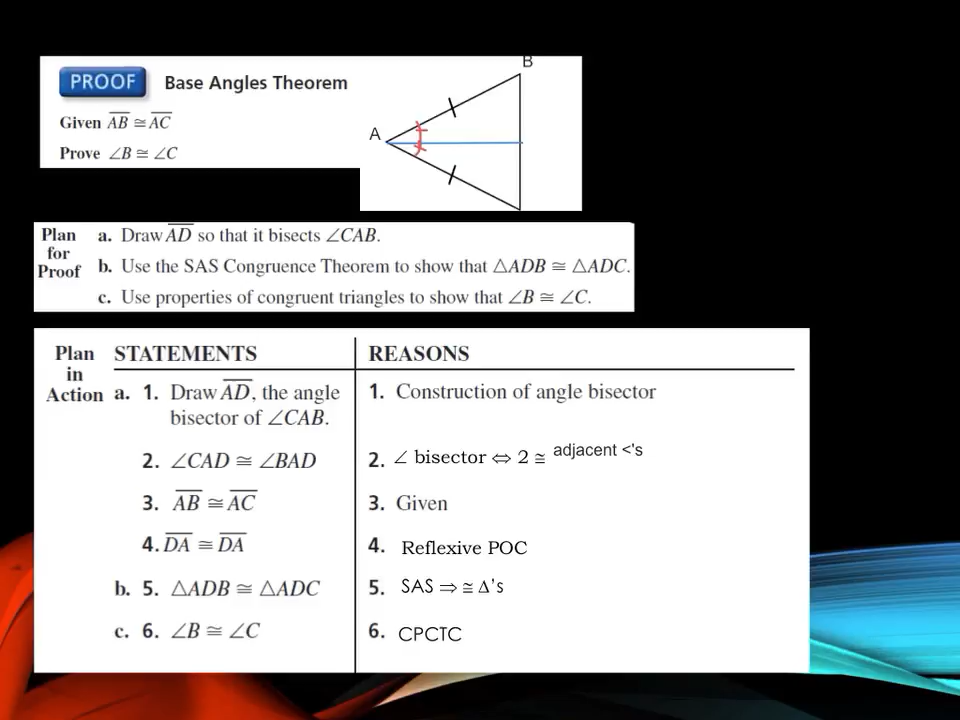 PROOF Base Angles Theorem
Given AB ≅ AC
Prove ∠B ≅ ∠C
B
A
Plan for Proof
a. Draw AD so that it bisects ∠CAB.
b. Use the SAS Congruence Theorem to show that △ADB ≅ △ADC.
c. Use properties of congruent triangles to show that ∠B ≅ ∠C.
Plan in Action
STATEMENTS REASONS
a. 1. Draw AD, the angle 1. Construction of angle bisector
bisector of ∠CAB.
2. ∠CAD ≅ ∠BAD 2. ∠ bisector ⇔ 2 ≅ adjacent <'s
3. AB ≅ AC 3. Given
4. DA ≅ DA 4. Reflexive POC
b. 5. △ADB ≅ △ADC 5. SAS ⇒ ≅ Δ's
c. 6. ∠B ≅ ∠C 6. CPCTC